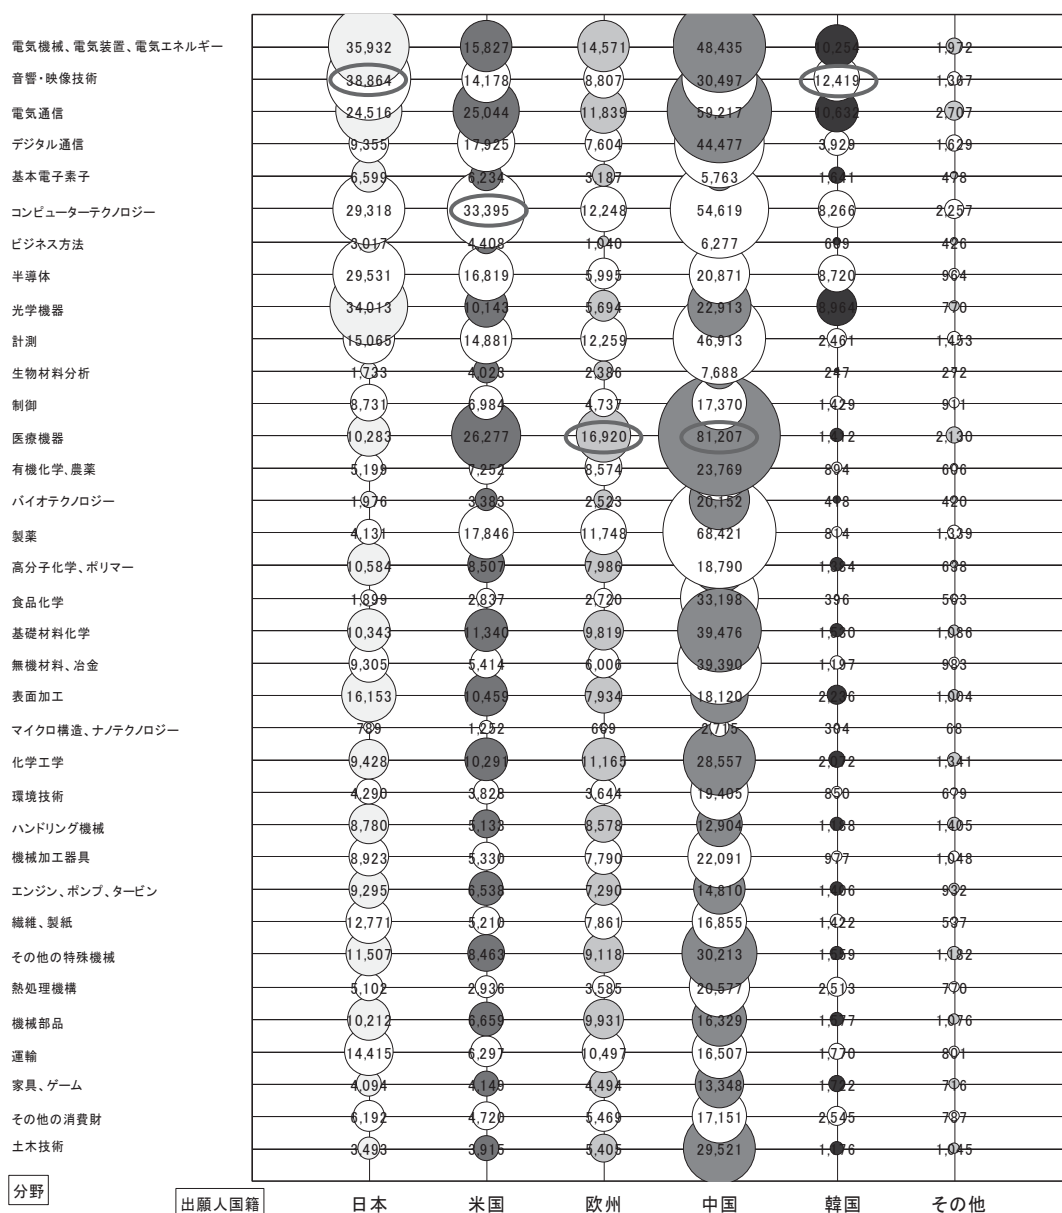 電気機械、電気装置、電気エネルギー 35,932 15,827 14,571 48,435 10,254 1,972
音響・映像技術 38,864 14,178 8,807 30,497 12,419 1,367
電気通信 24,516 25,044 11,839 59,217 10,632 2,707
デジタル通信 9,355 17,925 7,604 44,477 3,929 1,629
基本電子素子 6,599 6,234 3,187 5,763 478
コンピューターテクノロジー 29,318 33,395 12,248 54,619 8,266 2,257
ビジネス方法 3,017 4,408 1,040 6,277 426
半導体 29,531 16,819 5,995 20,871 8,720 964
光学機器 34,013 10,143 5,694 22,913 8,964 770
計測 15,065 14,881 12,259 46,913 2,461 1,453
生物材料分析 1,733 4,023 2,386 7,688 247 272
制御 8,731 6,984 4,737 17,370 1,429
医療機器 10,283 26,277 16,920 81,207 2,130
有機化学、農薬 5,199 7,252 8,574 23,769
バイオテクノロジー 1,976 3,383 2,523 20,152 420
製薬 4,131 17,846 11,748 68,421 814 1,339
高分子化学、ポリマー 10,584 8,507 7,986 18,790
食品化学 1,899 2,837 2,720 33,198 396
基礎材料化学 10,343 11,340 9,819 39,476 1,086
無機材料、冶金 9,305 5,414 6,006 39,390 1,197
表面加工 16,153 10,459 7,934 18,120 1,004
マイクロ構造、ナノテクノロジー 789 1,252 2,715 304 68
化学工学 9,428 10,291 11,165 28,557 1,341
環境技術 4,290 3,828 3,644 19,405 850
ハンドリング機械 8,780 5,133 8,578 12,904 1,405
機械加工器具 8,923 5,330 7,790 22,091 977 1,048
エンジン、ポンプ、タービン 9,295 6,538 7,290 14,810 932
繊維、製紙 12,771 5,210 7,861 16,855 1,422
その他の特殊機械 11,507 8,463 9,118 30,213 1,182
熱処理機構 5,102 2,936 3,585 20,577 2,513 770
機械部品 10,212 6,659 9,931 16,329 1,076
運輸 14,415 6,297 10,497 16,507 1,770 801
家具、ゲーム 4,094 4,149 4,494 13,348
その他の消費財 6,192 4,720 5,469 17,151 2,545 787
土木技術 3,493 3,915 5,405 29,521 1,045
分野
出願人国籍 日本 米国 欧州 中国 韓国 その他